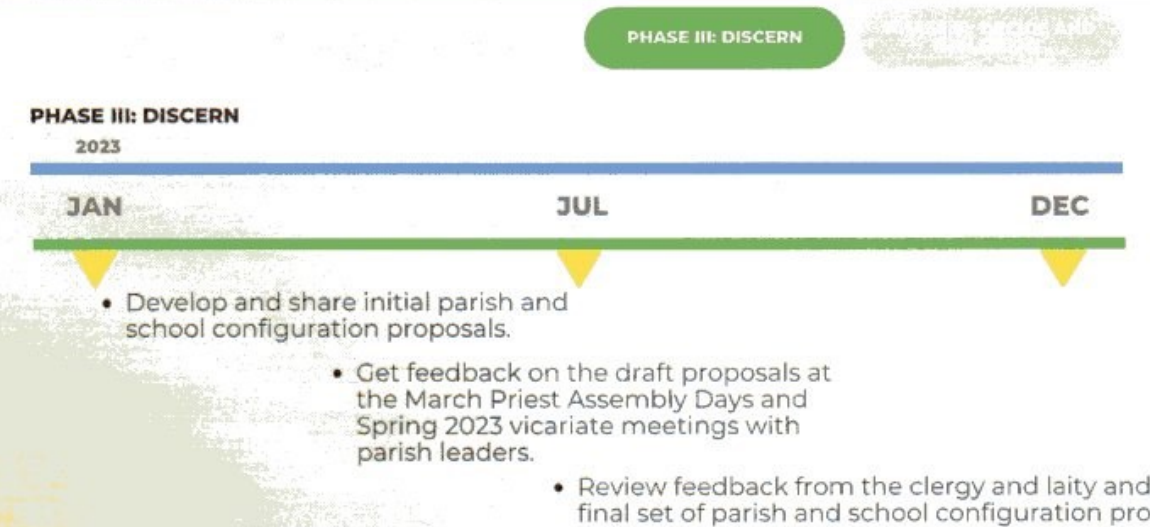 PHASE III: DISCERN
PHASE III: DISCERN
2023
JAN JUL DEC
• Develop and share initial parish and
school configuration proposals.
• Get feedback on the draft proposals at
the March Priest Assembly Days and
Spring 2023 vicariate meetings with
parish leaders.
• Review feedback from the clergy and laity and
final set of parish and school configuration pro